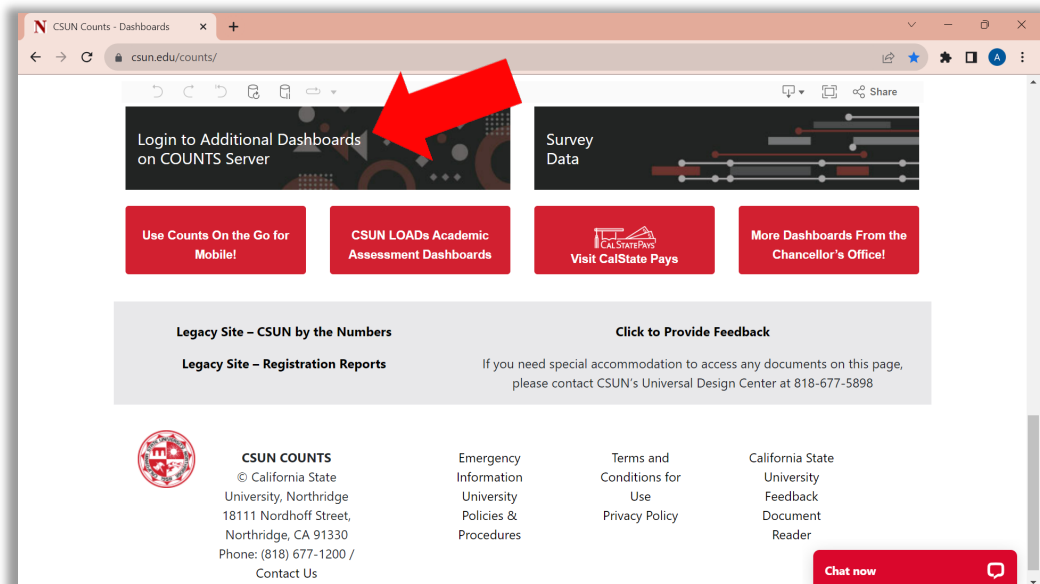 N CSUN Counts - Dashboards
csun.edu/counts/
A
Share
Login to Additional Dashboards
on COUNTS Server
Survey
Data
Use Counts On the Go for
Mobile!
CSUN LOADs Academic
Assessment Dashboards
CAL STATE PAYS
Visit CalState Pays
More Dashboards From the
Chancellor's Office!
Legacy Site – CSUN by the Numbers
Legacy Site – Registration Reports
Click to Provide Feedback
If you need special accommodation to access any documents on this page,
please contact CSUN's Universal Design Center at 818-677-5898
CSUN COUNTS
© California State
University, Northridge
18111 Nordhoff Street,
Northridge, CA 91330
Phone: (818) 677-1200 /
Contact Us
Emergency
Information
University
Policies &
Procedures
Terms and
Conditions for
Use
Privacy Policy
California State
University
Feedback
Document
Reader
Chat now